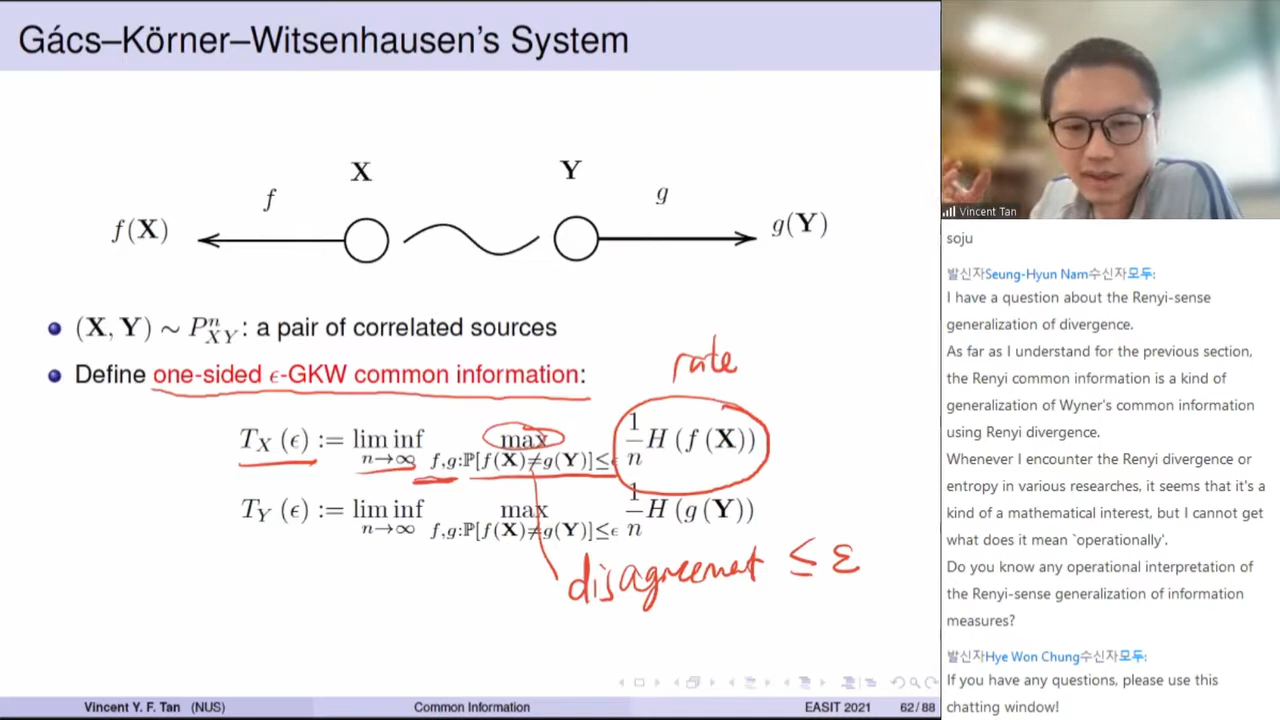 Gács–Körner–Witsenhausen's System
X
Y
f
g
f(X)
g(Y)
(X, Y) ∼ P^n_{XY}: a pair of correlated sources
rate
Define one-sided ϵ-GKW common information:
T_X (ϵ) := lim inf_{n→∞} max_{f,g:ℙ[f(X)≠g(Y)]≤ϵ} 1/n H (f (X))
T_Y (ϵ) := lim inf_{n→∞} max_{f,g:ℙ[f(X)≠g(Y)]≤ϵ} 1/n H (g (Y))
disagreement ≤ ε
Vincent Y. F. Tan (NUS)
Common Information
EASIT 2021
62 / 88
Vincent Tan
soju
발신자Seung-Hyun Nam수신자모두:
I have a question about the Renyi-sense
generalization of divergence.
As far as I understand for the previous section,
the Renyi common information is a kind of
generalization of Wyner's common information
using Renyi divergence.
Whenever I encounter the Renyi divergence or
entropy in various researches, it seems that it's a
kind of mathematical interest, but I cannot get
what does it mean `operationally'.
Do you know any operational interpretation of
the Renyi-sense generalization of information
measures?
발신자Hye Won Chung수신자모두:
If you have any questions, please use this
chatting window!